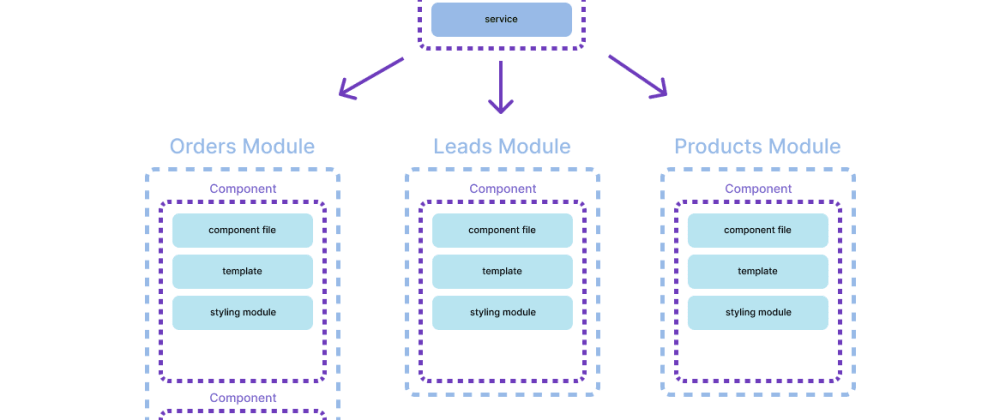 service
Orders Module
Leads Module
Products Module
Component
Component
Component
component file
component file
component file
template
template
template
styling module
styling module
styling module
Component